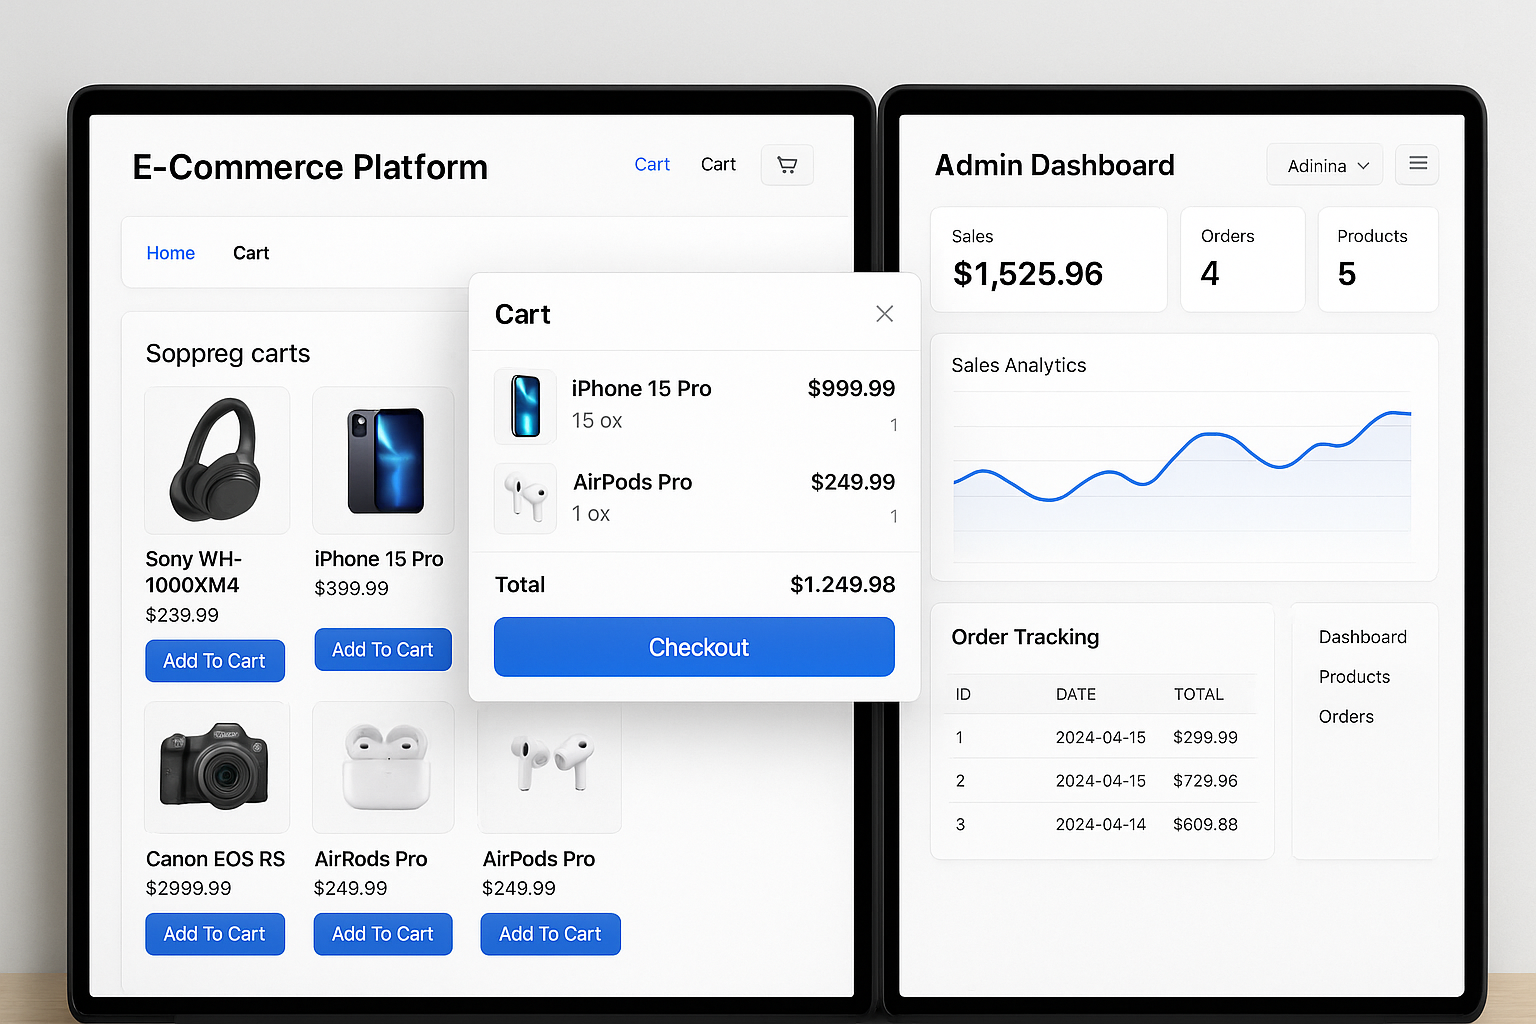 E-Commerce Platform
Cart
Cart
Home
Cart
Soppreg carts
Sony WH-
1000XM4
$239.99
Add To Cart
iPhone 15 Pro
$399.99
Add To Cart
Canon EOS RS
$2999.99
Add To Cart
AirRods Pro
$249.99
Add To Cart
AirPods Pro
$249.99
Add To Cart
Cart
iPhone 15 Pro
$999.99
15 ox
1
AirPods Pro
$249.99
1 ox
1
Total
$1.249.98
Checkout
Admin Dashboard
Adinina
Sales
$1,525.96
Orders
4
Products
5
Sales Analytics
Order Tracking
ID DATE TOTAL
1 2024-04-15 $299.99
2 2024-04-15 $729.96
3 2024-04-14 $609.88
Dashboard
Products
Orders